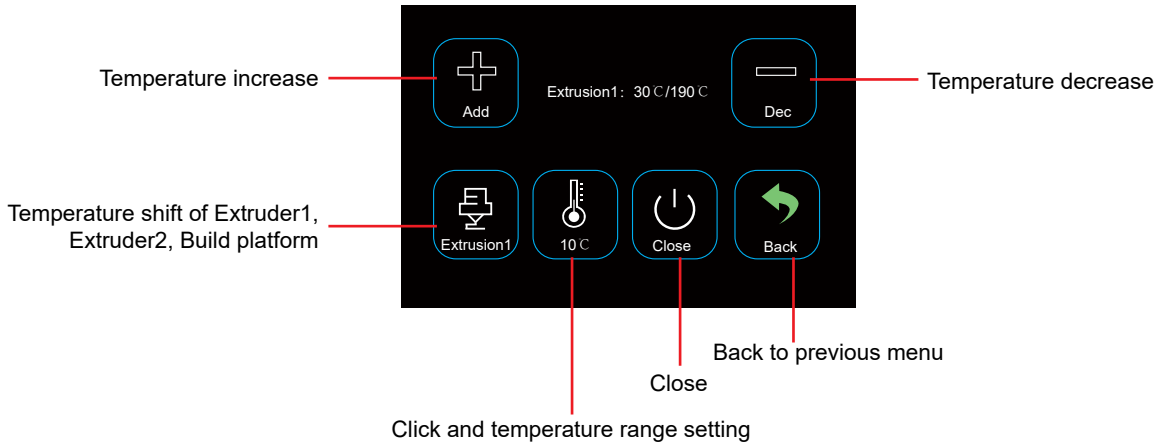 Temperature increase
Add
Extrusion1: 30℃/190℃
Dec
Temperature decrease
Temperature shift of Extruder1,
Extruder2, Build platform
Extrusion1
10℃
Close
Back
Back to previous menu
Close
Click and temperature range setting